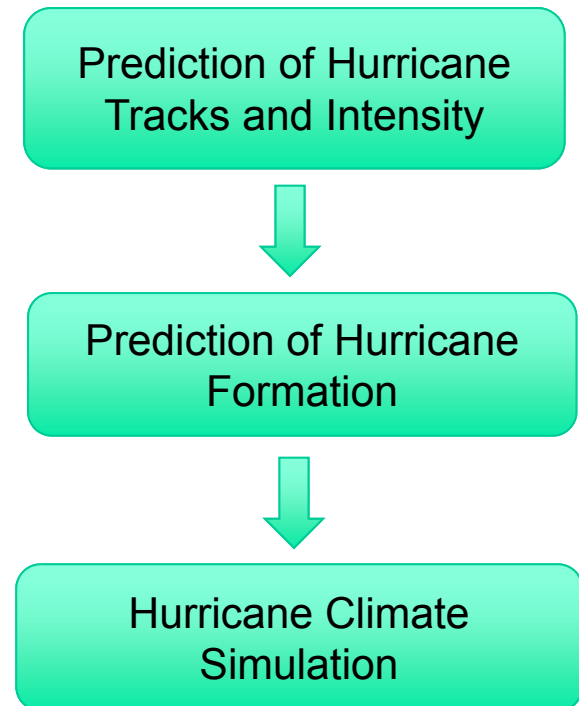 Prediction of Hurricane
Tracks and Intensity
Prediction of Hurricane
Formation
Hurricane Climate
Simulation